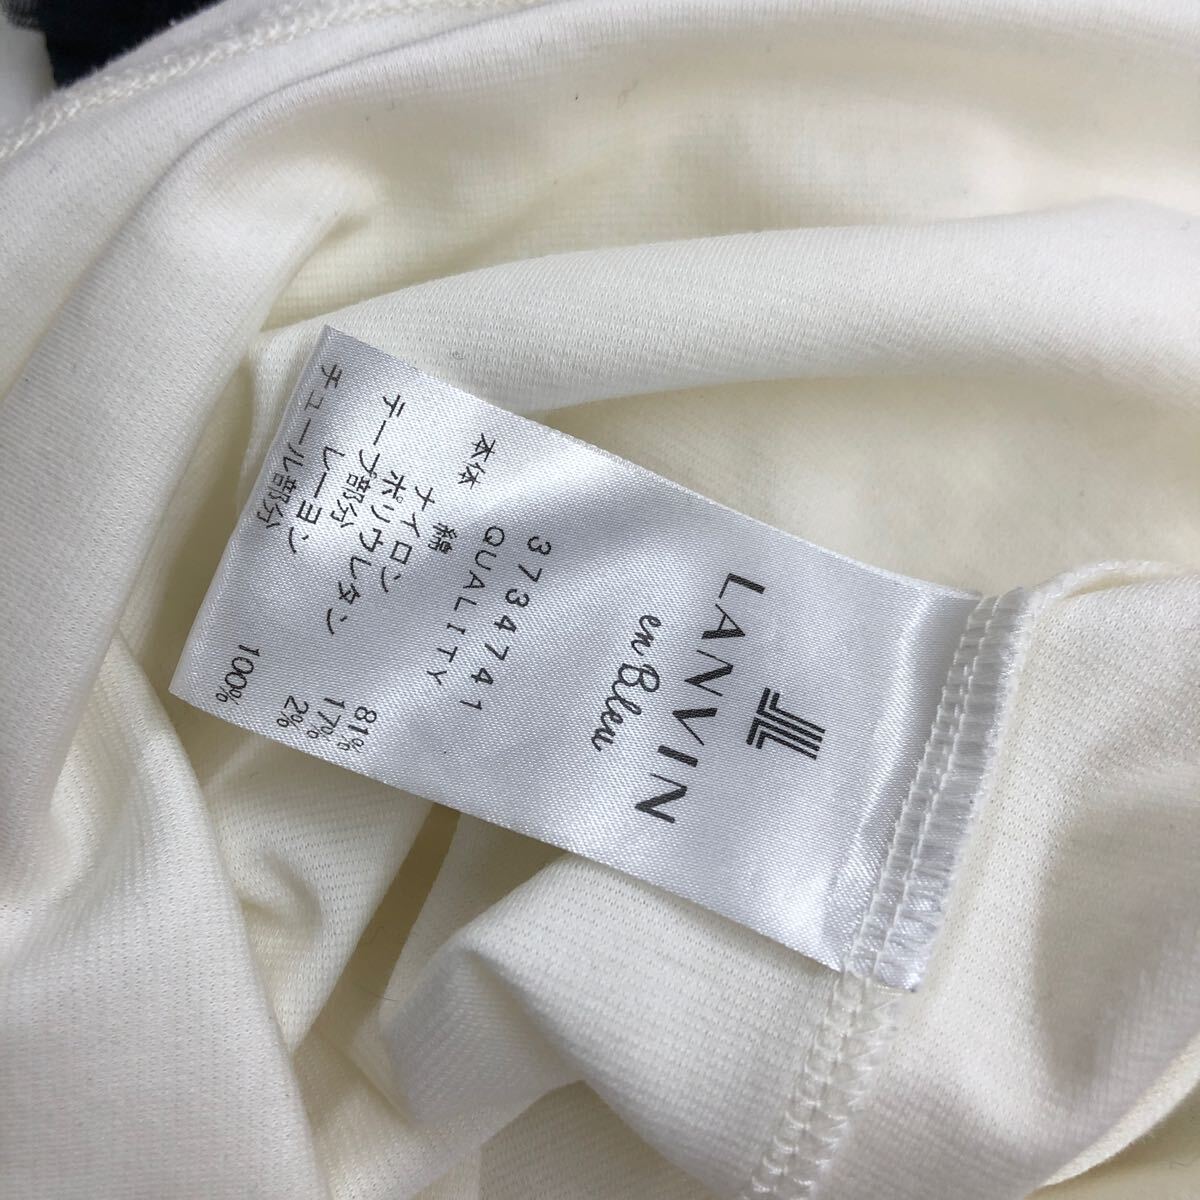 LANVIN
en Bleu
3734741
QUALITY
本体 綿 81%
ナイロン 17%
ポリウレタン 2%
テープ部分
レーヨン 100%
チュール部分